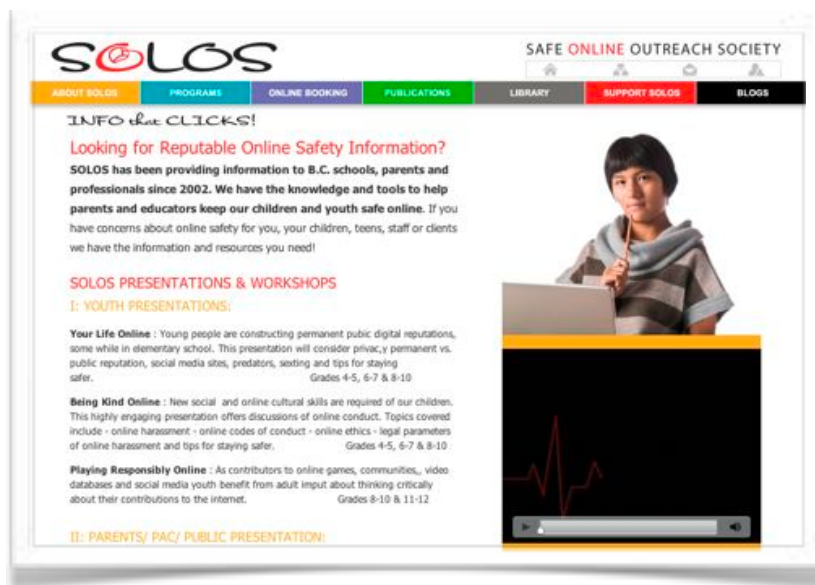 SOLOS
SAFE ONLINE OUTREACH SOCIETY
ABOUT SOLOS PROGRAMS ONLINE BOOKING PUBLICATIONS LIBRARY SUPPORT SOLOS BLOGS
INFO that CLICKS!
Looking for Reputable Online Safety Information?
SOLOS has been providing information to B.C. schools, parents and
professionals since 2002. We have the knowledge and tools to help
parents and educators keep our children and youth safe online. If you
have concerns about online safety for you, your children, teens, staff or clients
we have the information and resources you need!
SOLOS PRESENTATIONS & WORKSHOPS
I: YOUTH PRESENTATIONS:
Your Life Online : Young people are constructing permanent pubic digital reputations,
some while in elementary school. This presentation will consider privac,y permanent vs.
public reputation, social media sites, predators, sexting and tips for staying
safer. Grades 4-5, 6-7 & 8-10
Being Kind Online : New social and online cultural skills are required of our children.
This highly engaging presentation offers discussions of online conduct. Topics covered
include - online harassment - online codes of conduct - online ethics - legal parameters
of online harassment and tips for staying safer. Grades 4-5, 6-7 & 8-10
Playing Responsibly Online : As contributors to online games, communities,, video
databases and social media youth benefit from adult imput about thinking critically
about their contributions to the internet. Grades 8-10 & 11-12
II: PARENTS/ PAC/ PUBLIC PRESENTATION: